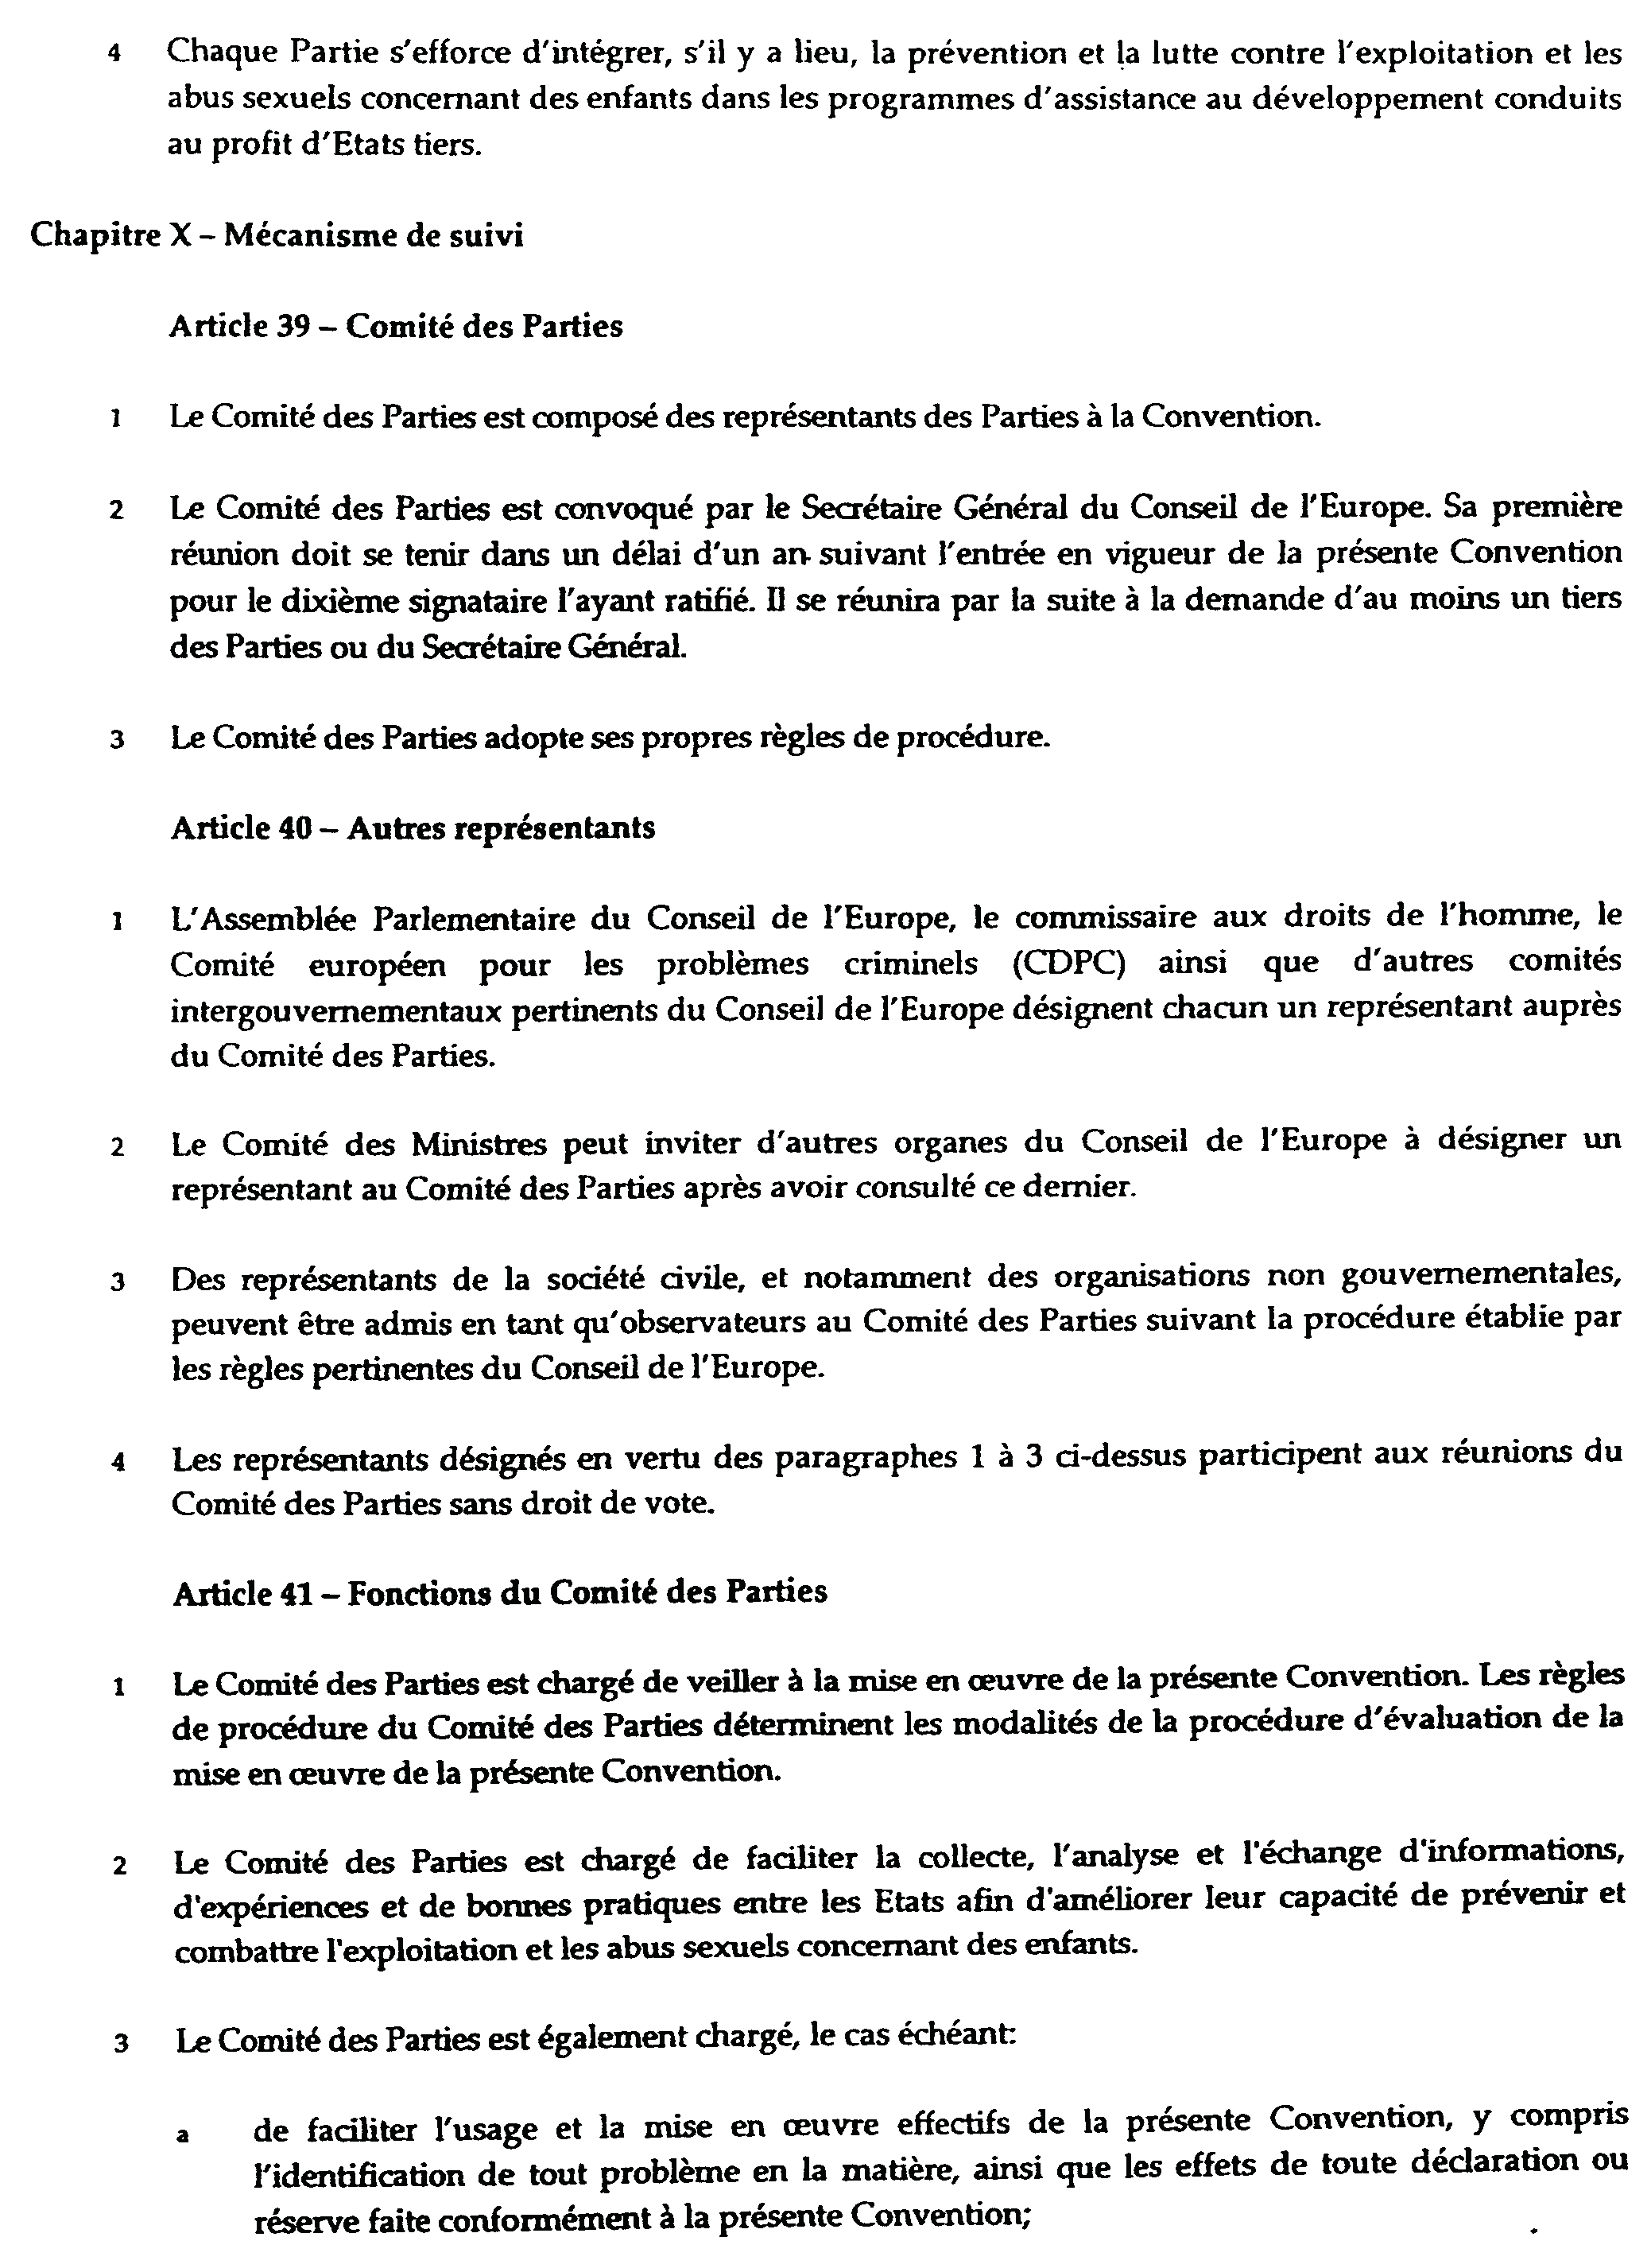 4 Chaque Partie s'efforce d'intégrer, s'il y a lieu, la prévention et la lutte contre l'exploitation et les
abus sexuels concernant des enfants dans les programmes d'assistance au développement conduits
au profit d'Etats tiers.
Chapitre X – Mécanisme de suivi
Article 39 – Comité des Parties
1 Le Comité des Parties est composé des représentants des Parties à la Convention.
2 Le Comité des Parties est convoqué par le Secrétaire Général du Conseil de l'Europe. Sa première
réunion doit se tenir dans un délai d'un an suivant l'entrée en vigueur de la présente Convention
pour le dixième signataire l'ayant ratifié. Il se réunira par la suite à la demande d'au moins un tiers
des Parties ou du Secrétaire Général.
3 Le Comité des Parties adopte ses propres règles de procédure.
Article 40 – Autres représentants
1 L'Assemblée Parlementaire du Conseil de l'Europe, le commissaire aux droits de l'homme, le
Comité européen pour les problèmes criminels (CDPC) ainsi que d'autres comités
intergouvernementaux pertinents du Conseil de l'Europe désignent chacun un représentant auprès
du Comité des Parties.
2 Le Comité des Ministres peut inviter d'autres organes du Conseil de l'Europe à désigner un
représentant au Comité des Parties après avoir consulté ce dernier.
3 Des représentants de la société civile, et notamment des organisations non gouvernementales,
peuvent être admis en tant qu'observateurs au Comité des Parties suivant la procédure établie par
les règles pertinentes du Conseil de l'Europe.
4 Les représentants désignés en vertu des paragraphes 1 à 3 ci-dessus participent aux réunions du
Comité des Parties sans droit de vote.
Article 41 – Fonctions du Comité des Parties
1 Le Comité des Parties est chargé de veiller à la mise en œuvre de la présente Convention. Les règles
de procédure du Comité des Parties déterminent les modalités de la procédure d'évaluation de la
mise en œuvre de la présente Convention.
2 Le Comité des Parties est chargé de faciliter la collecte, l'analyse et l'échange d'informations,
d'expériences et de bonnes pratiques entre les Etats afin d'améliorer leur capacité de prévenir et
combattre l'exploitation et les abus sexuels concernant des enfants.
3 Le Comité des Parties est également chargé, le cas échéant:
a de faciliter l'usage et la mise en œuvre effectifs de la présente Convention, y compris
l'identification de tout problème en la matière, ainsi que les effets de toute déclaration ou
réserve faite conformément à la présente Convention;